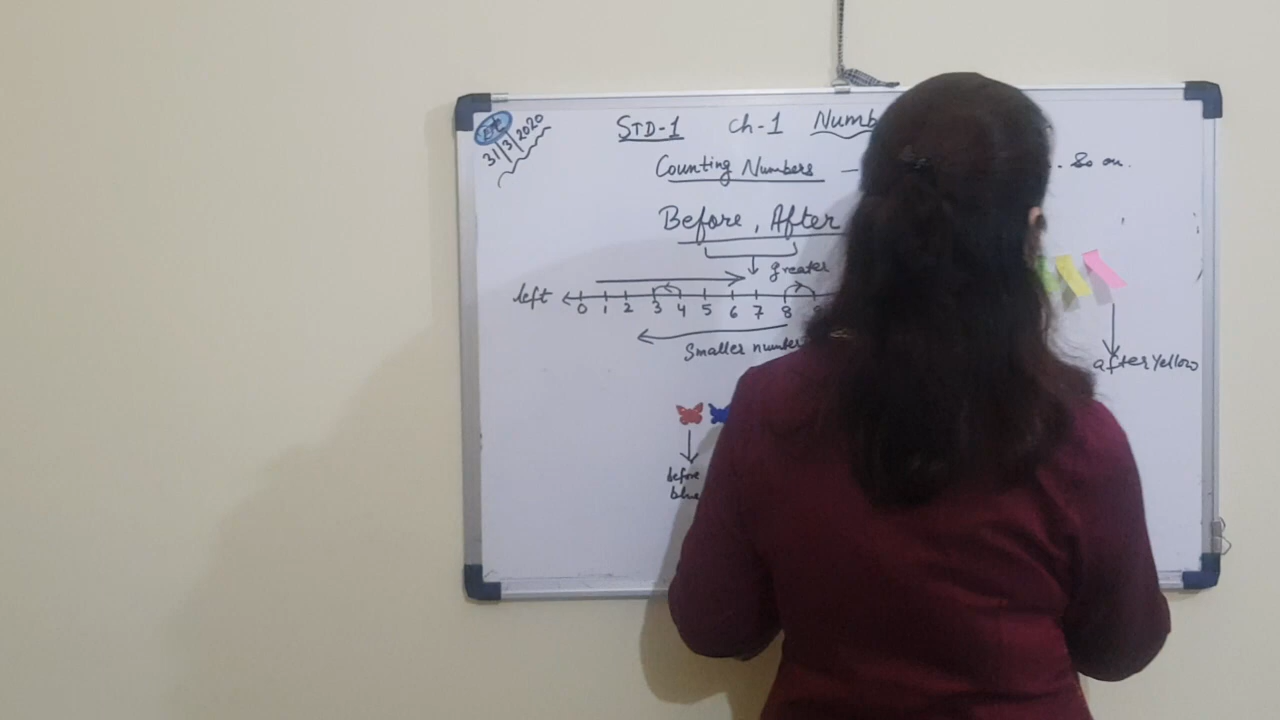 31/3/2020
STD-1 Ch-1 Numb
Counting Numbers — . So on.
Before, After
greater
left 0 1 2 3 4 5 6 7 8
Smaller number
after yellow
before
blue